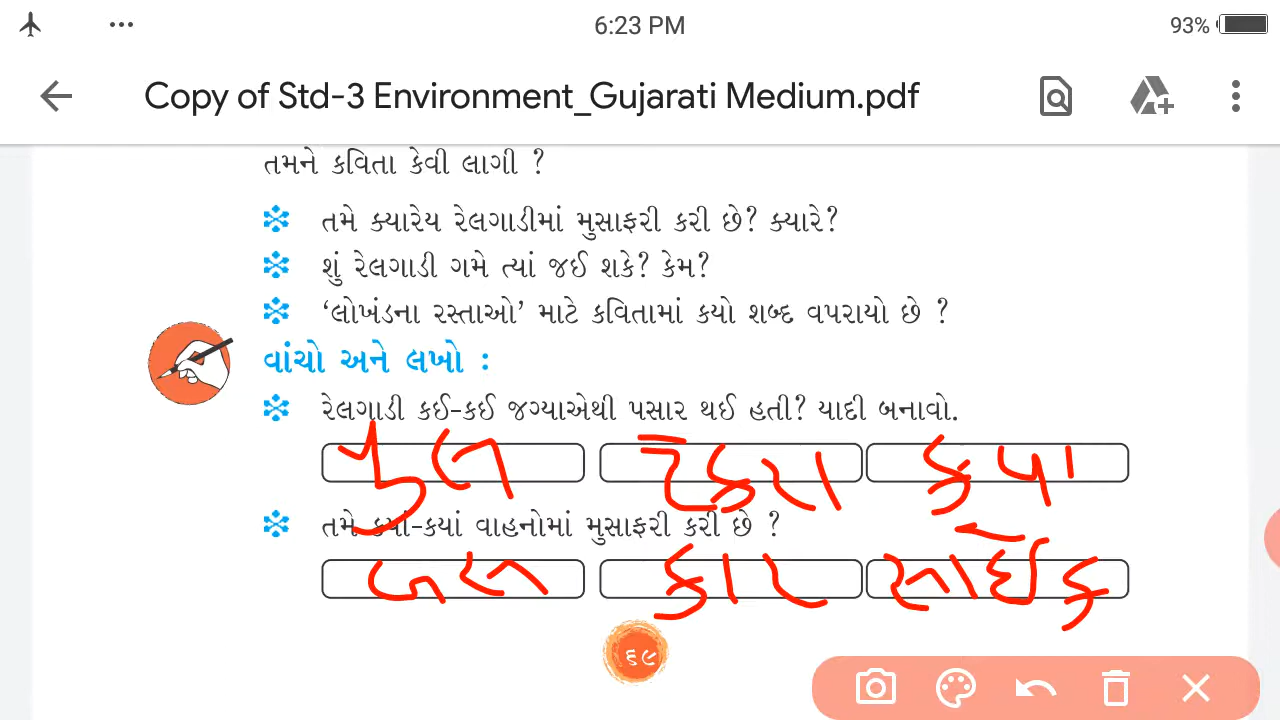 6:23 PM
93%
Copy of Std-3 Environment_Gujarati Medium.pdf
તમને કવિતા કેવી લાગી ?
તમે ક્યારેય રેલગાડીમાં મુસાફરી કરી છે? ક્યારે?
શું રેલગાડી ગમે ત્યાં જઈ શકે? કેમ?
‘લોખંડના રસ્તાઓ’ માટે કવિતામાં કયો શબ્દ વપરાયો છે ?
વાંચો અને લખો :
રેલગાડી કઈ-કઈ જગ્યાએથી પસાર થઈ હતી? યાદી બનાવો.
તમે ક્યાં-કયાં વાહનોમાં મુસાફરી કરી છે ?
બસ કાર સાઈક
૬૯